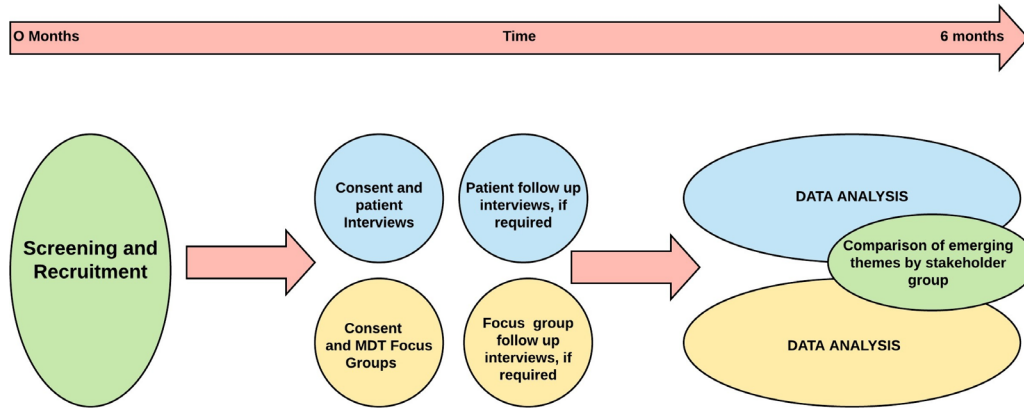 O Months
Time
6 months
Screening and
Recruitment
Consent and
patient
Interviews
Patient follow up
interviews, if
required
Consent
and MDT Focus
Groups
Focus group
follow up
interviews, if
required
DATA ANALYSIS
Comparison of emerging
themes by stakeholder
group
DATA ANALYSIS